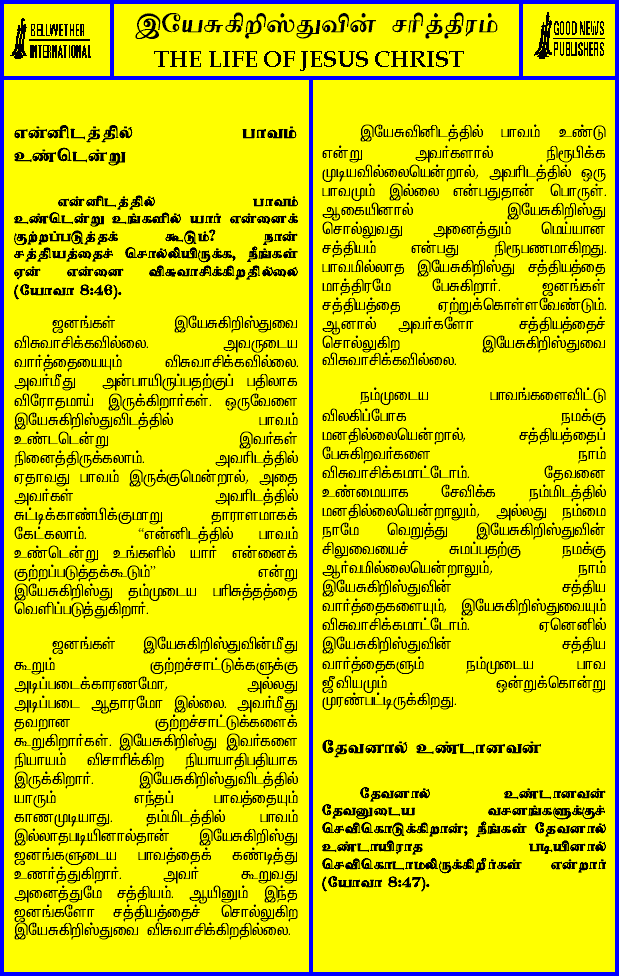 BELLWETHER
INTERNATIONAL
இயேசுகிறிஸ்துவின் சரித்திரம்
THE LIFE OF JESUS CHRIST
GOOD NEWS
PUBLISHERS
என்னிடத்தில் பாவம்
உண்டென்று
என்னிடத்தில் பாவம்
உண்டென்று உங்களில் யார் என்னைக்
குற்றப்படுத்தக் கூடும்? நான்
சத்தியத்தைச் சொல்லியிருக்க, நீங்கள்
ஏன் என்னை விசுவாசிக்கிறதில்லை
(யோவா 8:46).
ஜனங்கள் இயேசுகிறிஸ்துவை
விசுவாசிக்கவில்லை. அவருடைய
வார்த்தையையும் விசுவாசிக்கவில்லை.
அவர்மீது அன்பாயிருப்பதற்குப் பதிலாக
விரோதமாய் இருக்கிறார்கள். ஒருவேளை
இயேசுகிறிஸ்துவிடத்தில் பாவம்
உண்டடென்று இவர்கள்
நினைத்திருக்கலாம். அவரிடத்தில்
ஏதாவது பாவம் இருக்குமென்றால், அதை
அவர்கள் அவரிடத்தில்
சுட்டிக்காண்பிக்குமாறு தாராளமாகக்
கேட்கலாம். “என்னிடத்தில் பாவம்
உண்டென்று உங்களில் யார் என்னைக்
குற்றப்படுத்தக்கூடும்” என்று
இயேசுகிறிஸ்து தம்முடைய பரிசுத்தத்தை
வெளிப்படுத்துகிறார்.
ஜனங்கள் இயேசுகிறிஸ்துவின்மீது
கூறும் குற்றச்சாட்டுக்களுக்கு
அடிப்படைக்காரணமோ, அல்லது
அடிப்படை ஆதாரமோ இல்லை. அவர்மீது
தவறான குற்றச்சாட்டுக்களைக்
கூறுகிறார்கள். இயேசுகிறிஸ்து இவர்களை
நியாயம் விசாரிக்கிற நியாயாதிபதியாக
இருக்கிறார். இயேசுகிறிஸ்துவிடத்தில்
யாரும் எந்தப் பாவத்தையும்
காணமுடியாது. தம்மிடத்தில் பாவம்
இல்லாதபடியினால்தான் இயேசுகிறிஸ்து
ஜனங்களுடைய பாவத்தைக் கண்டித்து
உணர்த்துகிறார். அவர் கூறுவது
அனைத்துமே சத்தியம். ஆயினும் இந்த
ஜனங்களோ சத்தியத்தைச் சொல்லுகிற
இயேசுகிறிஸ்துவை விசுவாசிக்கிறதில்லை.
இயேசுவினிடத்தில் பாவம் உண்டு
என்று அவர்களால் நிரூபிக்க
முடியவில்லையென்றால், அவரிடத்தில் ஒரு
பாவமும் இல்லை என்பதுதான் பொருள்.
ஆகையினால் இயேசுகிறிஸ்து
சொல்லுவது அனைத்தும் மெய்யான
சத்தியம் என்பது நிரூபணமாகிறது.
பாவமில்லாத இயேசுகிறிஸ்து சத்தியத்தை
மாத்திரமே பேசுகிறார். ஜனங்கள்
சத்தியத்தை ஏற்றுக்கொள்ளவேண்டும்.
ஆனால் அவர்களோ சத்தியத்தைச்
சொல்லுகிற இயேசுகிறிஸ்துவை
விசுவாசிக்கவில்லை.
நம்முடைய பாவங்களைவிட்டு
விலகிப்போக நமக்கு
மனதில்லையென்றால், சத்தியத்தைப்
பேசுகிறவர்களை நாம்
விசுவாசிக்கமாட்டோம். தேவனை
உண்மையாக சேவிக்க நம்மிடத்தில்
மனதில்லையென்றாலும், அல்லது நம்மை
நாமே வெறுத்து இயேசுகிறிஸ்துவின்
சிலுவையைச் சுமப்பதற்கு நமக்கு
ஆர்வமில்லையென்றாலும், நாம்
இயேசுகிறிஸ்துவின் சத்திய
வார்த்தைகளையும், இயேசுகிறிஸ்துவையும்
விசுவாசிக்கமாட்டோம். ஏனெனில்
இயேசுகிறிஸ்துவின் சத்திய
வார்த்தைகளும் நம்முடைய பாவ
ஜீவியமும் ஒன்றுக்கொன்று
முரண்பட்டிருக்கிறது.
தேவனால் உண்டானவன்
தேவனால் உண்டானவன்
தேவனுடைய வசனங்களுக்குச்
செவிகொடுக்கிறான்; நீங்கள் தேவனால்
உண்டாயிராத படியினால்
செவிகொடாமலிருக்கிறீர்கள் என்றார்
(யோவா 8:47).